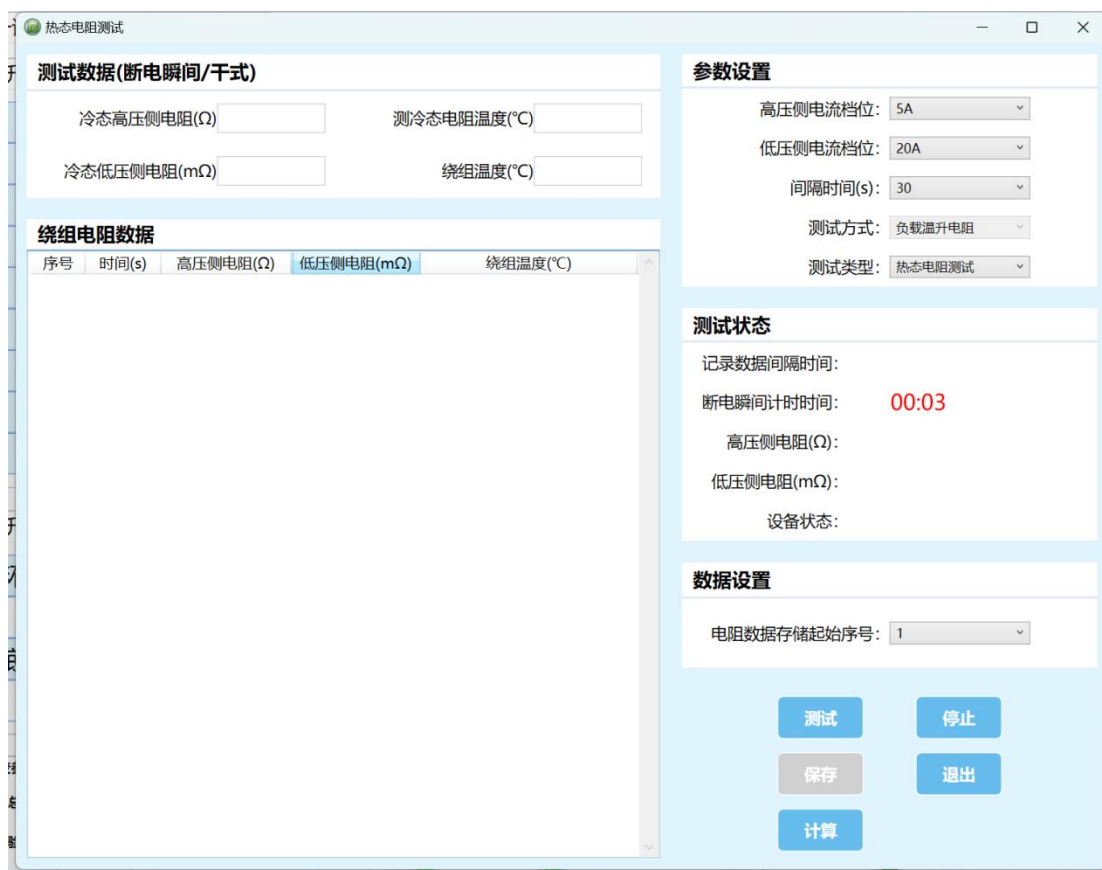 热态电阻测试
测试数据(断电瞬间/干式)
冷态高压侧电阻(Ω)
测冷态电阻温度(℃)
冷态低压侧电阻(mΩ)
绕组温度(℃)
绕组电阻数据
序号 时间(s) 高压侧电阻(Ω) 低压侧电阻(mΩ) 绕组温度(℃)
参数设置
高压侧电流档位： 5A
低压侧电流档位： 20A
间隔时间(s)： 30
测试方式： 负载温升电阻
测试类型： 热态电阻测试
测试状态
记录数据间隔时间：
断电瞬间计时时间： 00:03
高压侧电阻(Ω)：
低压侧电阻(mΩ)：
设备状态：
数据设置
电阻数据存储起始序号： 1
测试 停止
保存 退出
计算